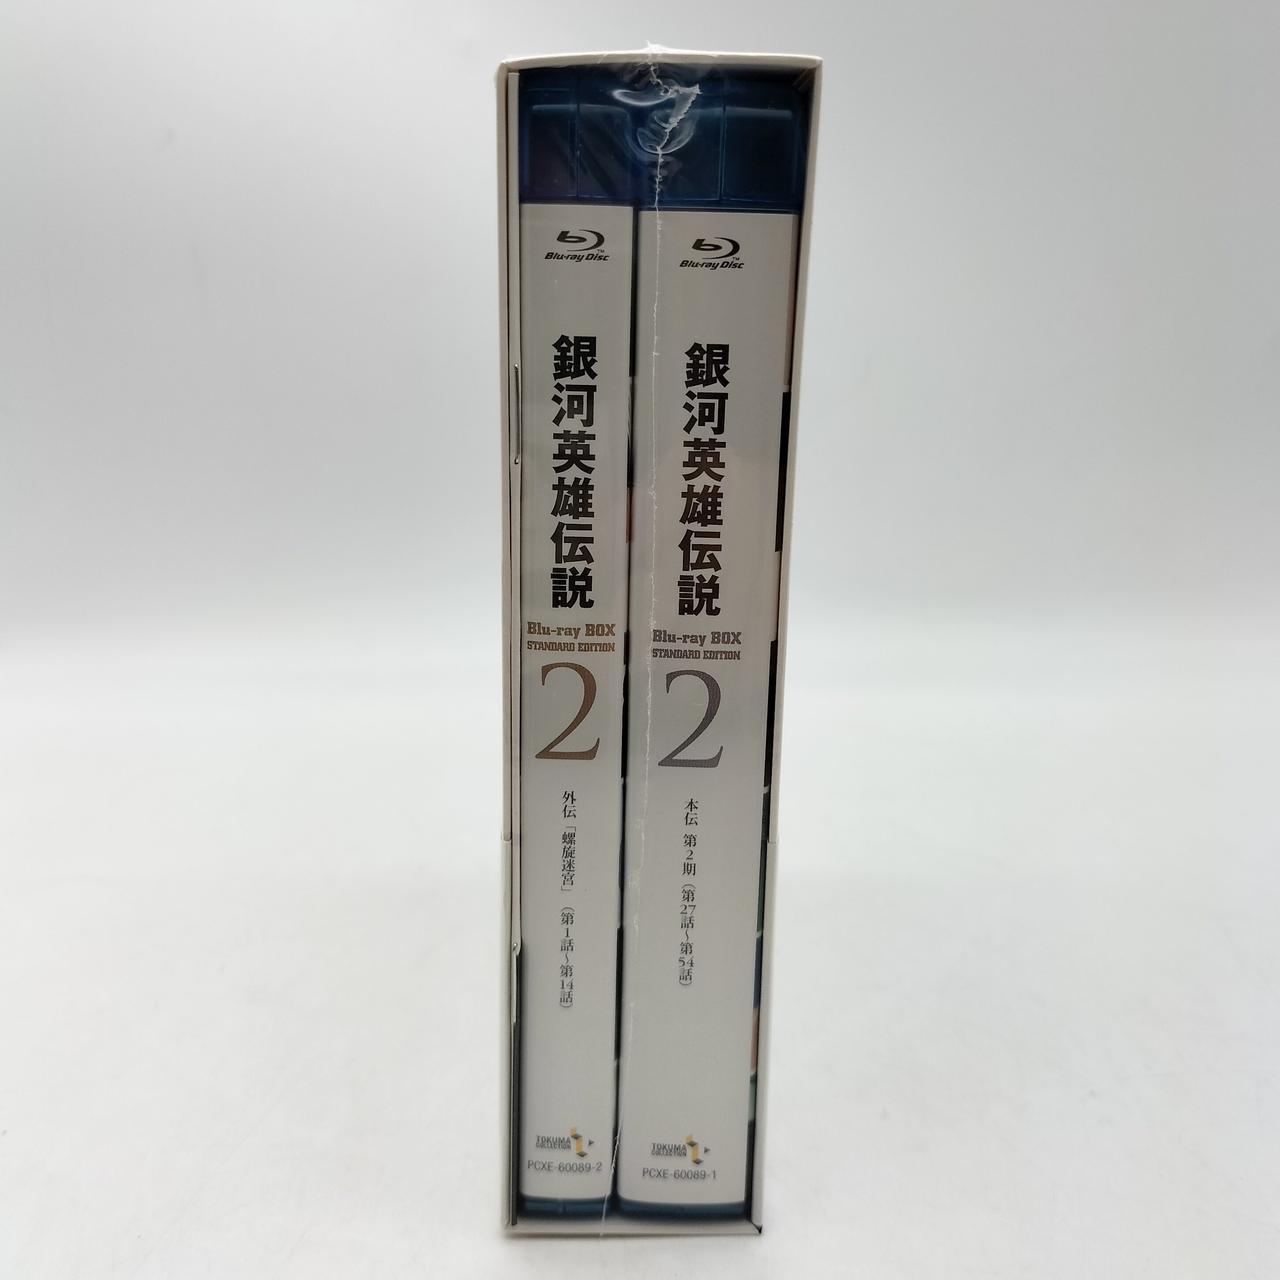 Blu-ray Disc™
銀河英雄伝説
Blu-ray BOX
STANDARD EDITION
2
外伝「螺旋迷宮」（第1話～第14話）
TOKUMA
COLLECTION
PCXE-60089-2
Blu-ray Disc™
銀河英雄伝説
Blu-ray BOX
STANDARD EDITION
2
本伝 第2期（第27話～第54話）
TOKUMA
COLLECTION
PCXE-60089-1